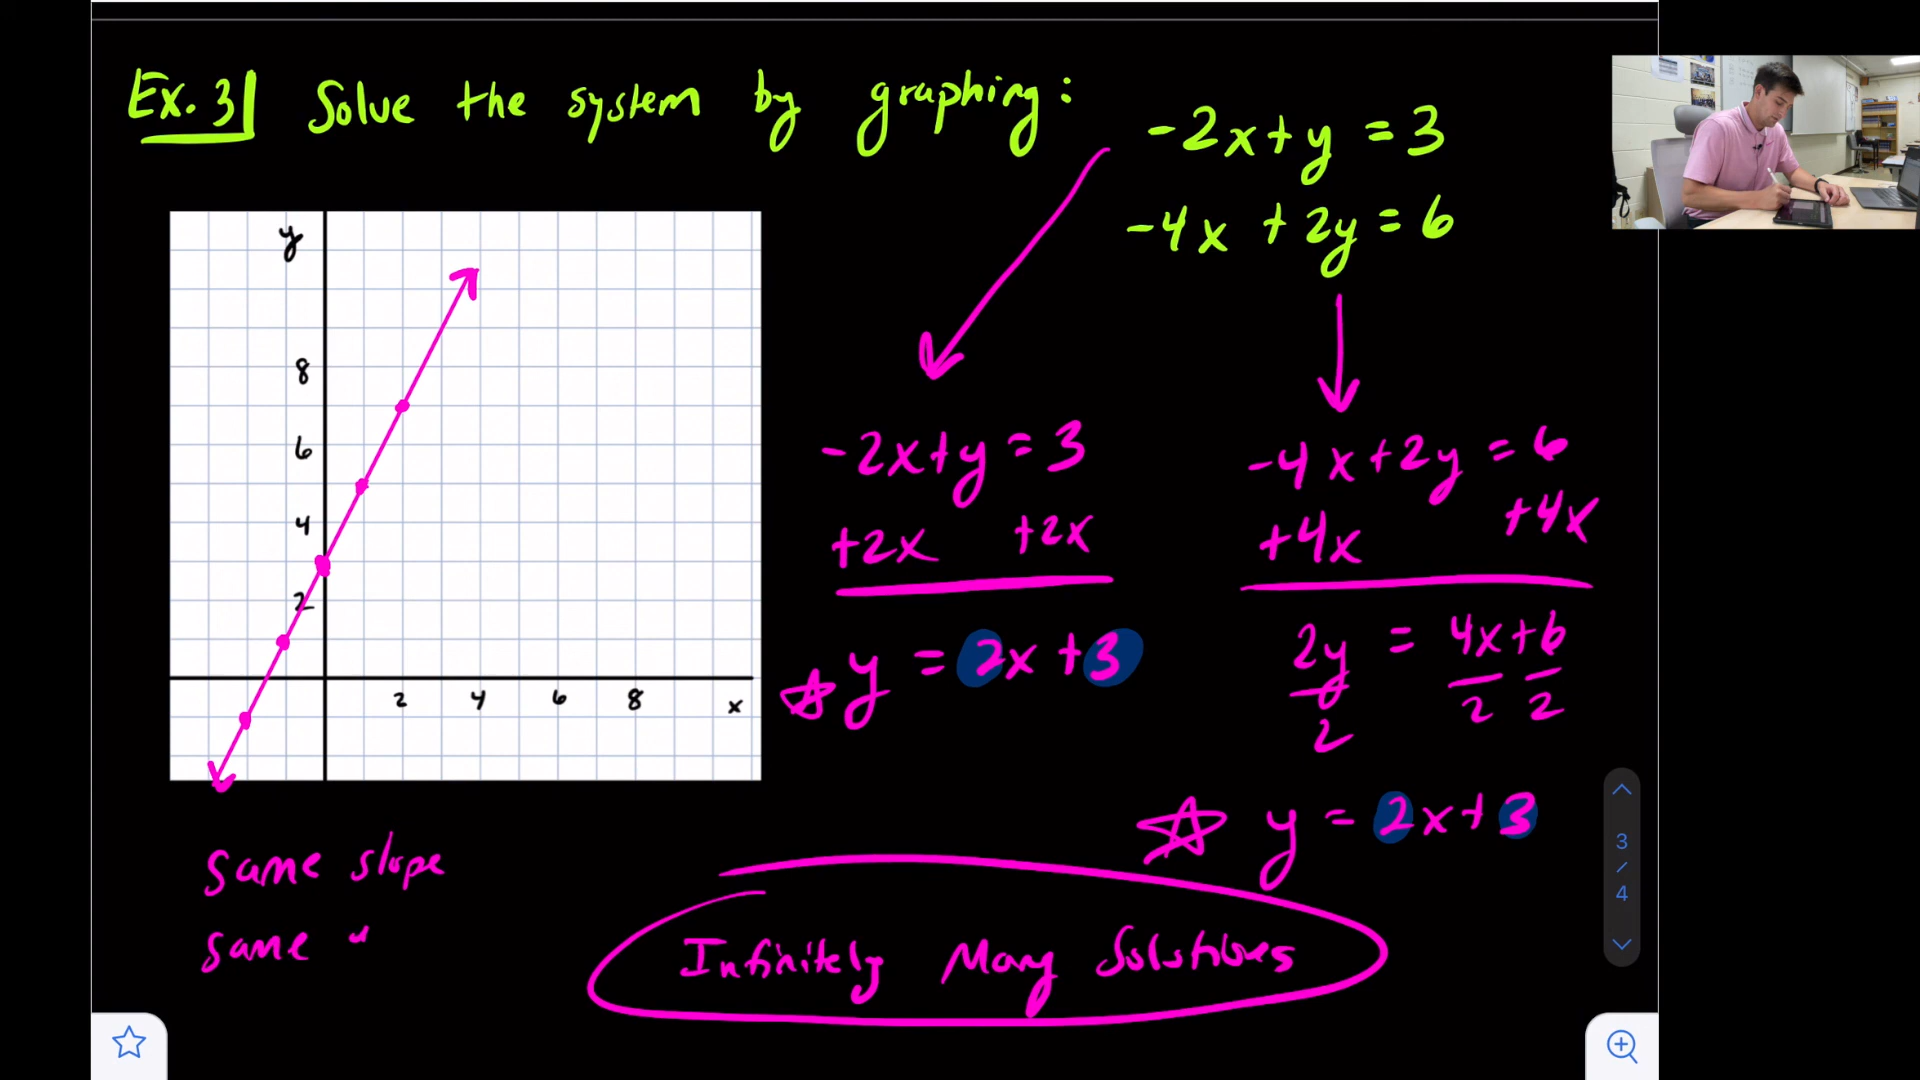 Ex. 3 Solve the system by graphing:
-2x+y = 3
-4x + 2y = 6
y
8
6
4
2
2 4 6 8 x
-2x+y = 3
+2x +2x
y = 2x +3
-4x+2y = 6
+4x +4x
2y = 4x+6
2 2 2
y = 2x+3
same slope
same
Infinitely Many Solutions
3
/
4